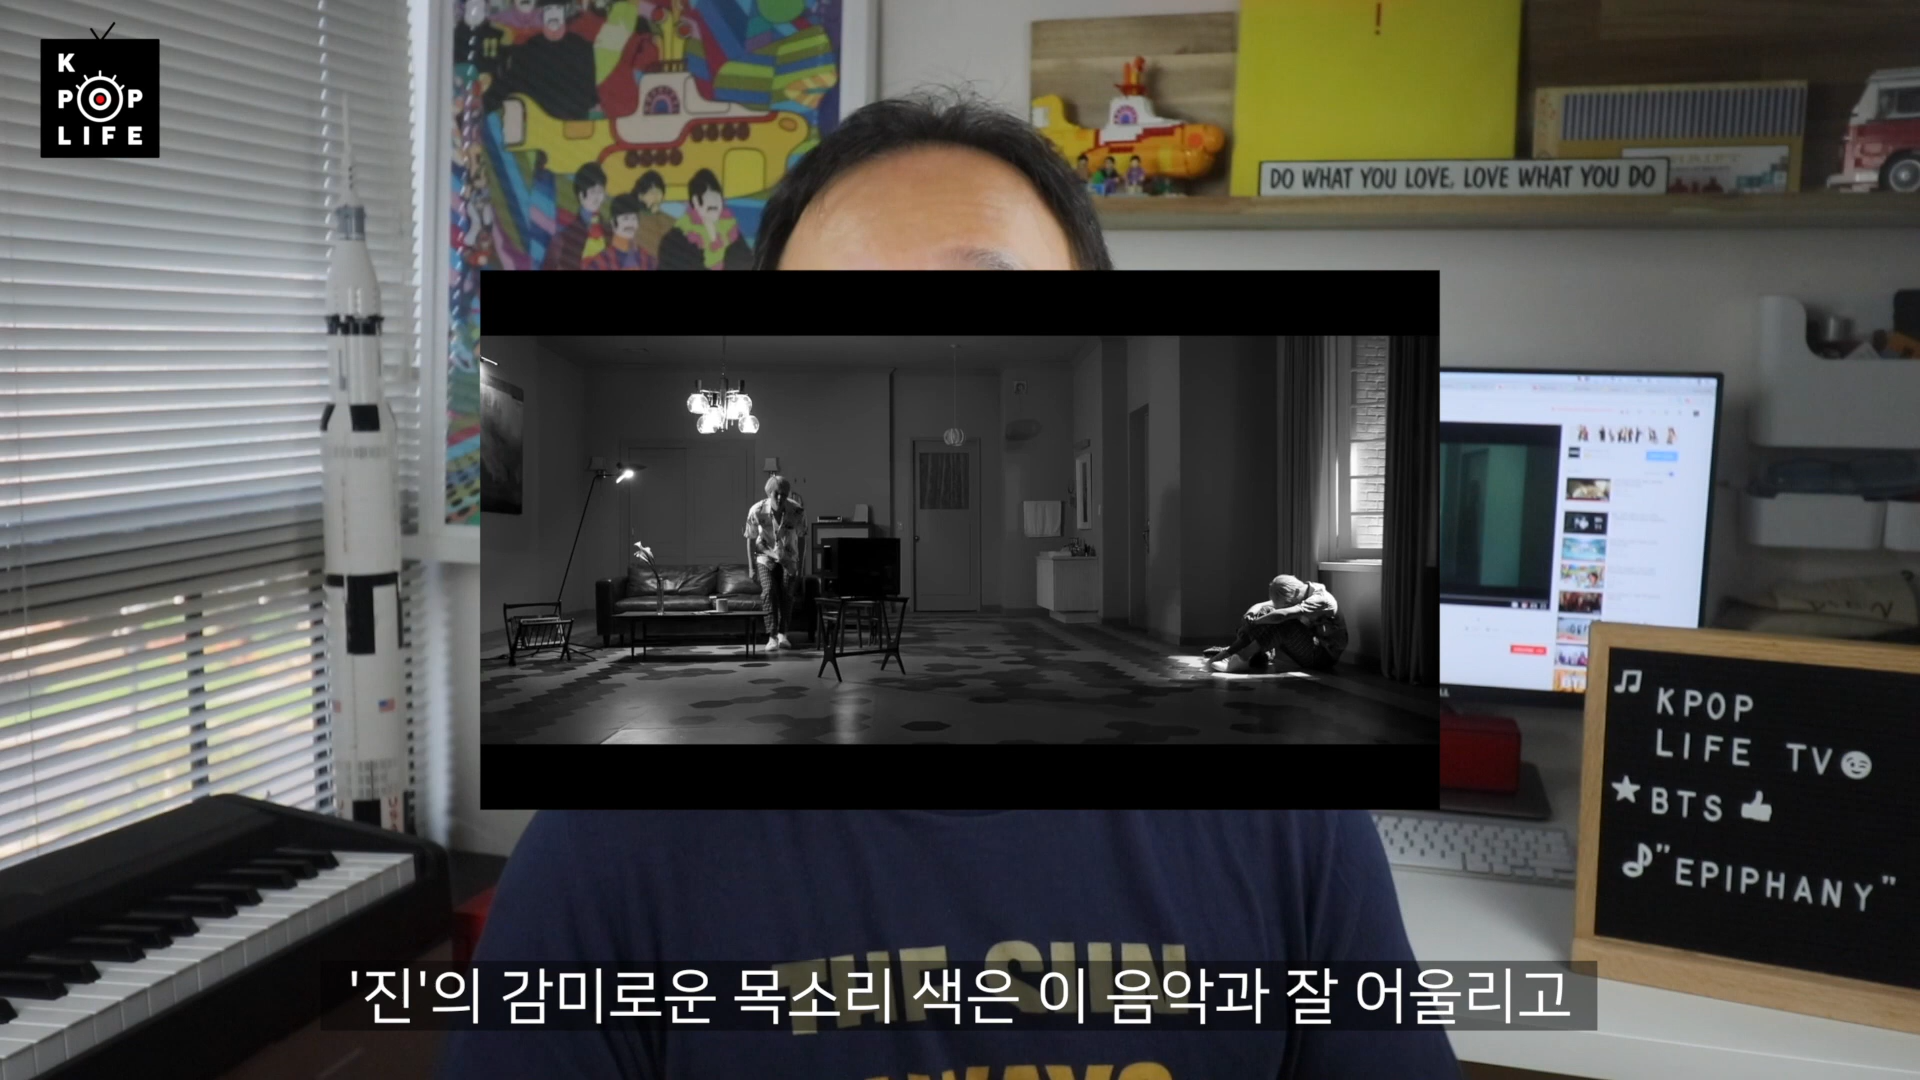 K
POP
LIFE
!
DO WHAT YOU LOVE, LOVE WHAT YOU DO
KPOP
LIFE TV
BTS
"EPIPHANY"
THE SUN
ALWAYS
'진'의 감미로운 목소리 색은 이 음악과 잘 어울리고